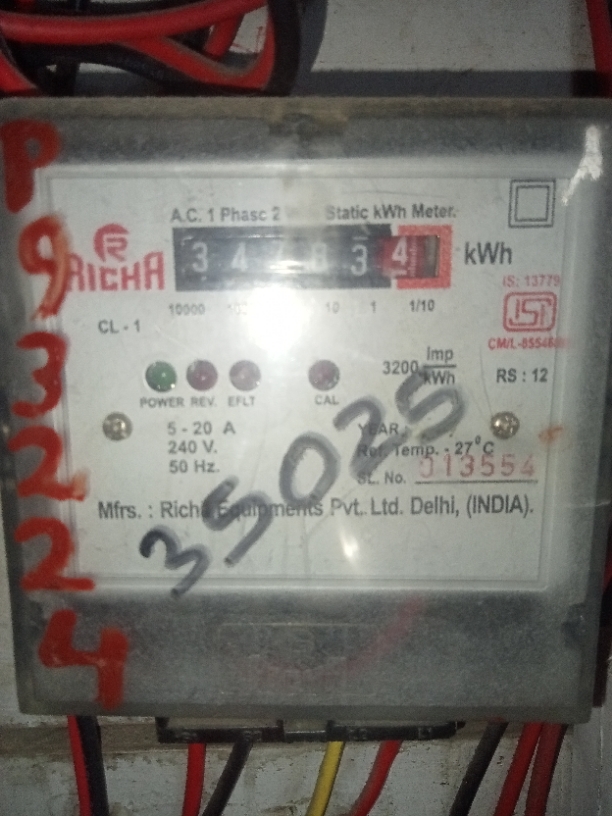 P
9
3
2
2
4
A.C. 1 Phase 2 Static kWh Meter.
R
RICHA
3 4 3 4 kWh
10000 10 1 1/10
IS: 13779
ISI
CM/L-85546
CL - 1
3200 Imp/kWh
RS : 12
POWER REV. EFLT CAL
5 - 20 A
240 V.
50 Hz.
YEAR
Ref. Temp. - 27°C
SL. No. 013554
35025
Mfrs. : Richa Equipments Pvt. Ltd. Delhi, (INDIA).